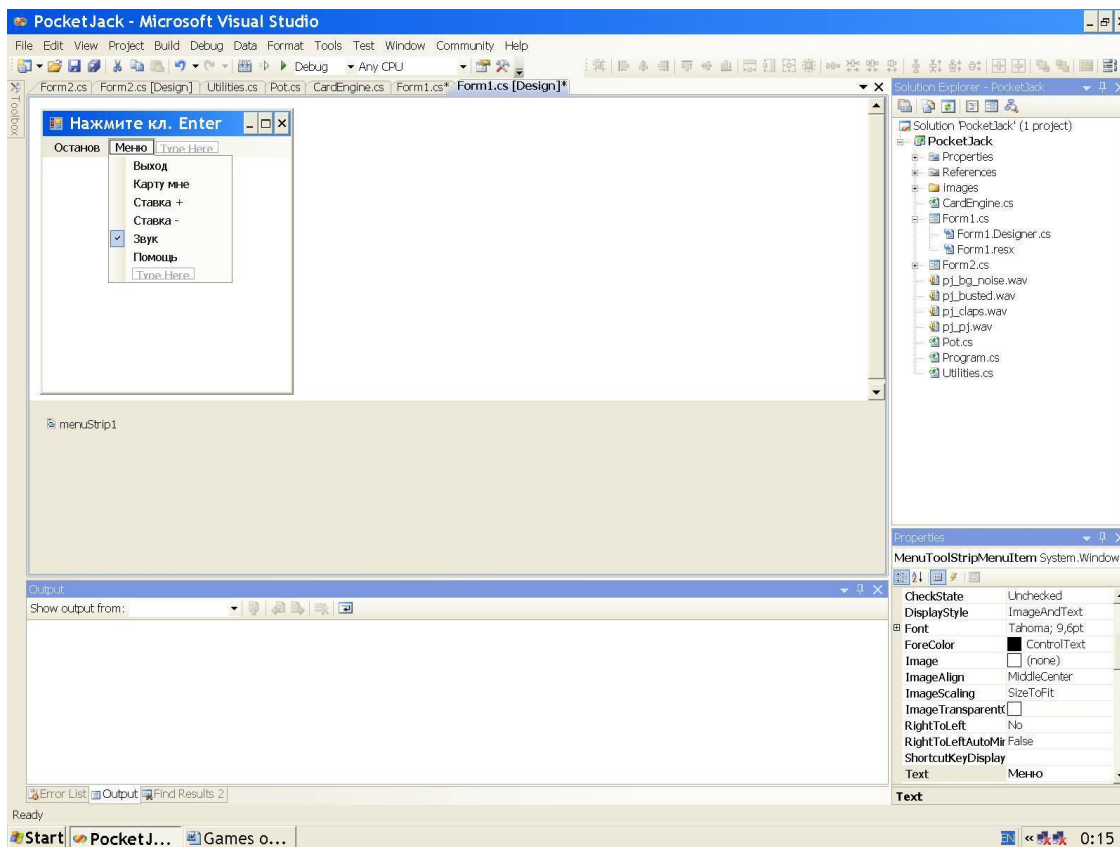 PocketJack - Microsoft Visual Studio
File Edit View Project Build Debug Data Format Tools Test Window Community Help
Debug Any CPU
Form2.cs Form2.cs [Design] Utilities.cs Pot.cs CardEngine.cs Form1.cs* Form1.cs [Design]*
Toolbox
Нажмите кл. Enter
Останов Меню Type Here
Выход
Карту мне
Ставка +
Ставка -
Звук
Помощь
Type Here
menuStrip1
Output
Show output from:
Error List Output Find Results 2
Ready
Solution Explorer - PocketJack
Solution 'PocketJack' (1 project)
PocketJack
Properties
References
images
CardEngine.cs
Form1.cs
Form1.Designer.cs
Form1.resx
Form2.cs
pj_bg_noise.wav
pj_busted.wav
pj_claps.wav
pj_pj.wav
Pot.cs
Program.cs
Utilities.cs
Properties
MenuToolStripMenuItem System.Window
CheckState Unchecked
DisplayStyle ImageAndText
Font Tahoma; 9,6pt
ForeColor ControlText
Image (none)
ImageAlign MiddleCenter
ImageScaling SizeToFit
ImageTransparent
RightToLeft No
RightToLeftAutoMir False
ShortcutKeyDisplay
Text Меню
Text
Start PocketJ... Games o... EN « 0:15